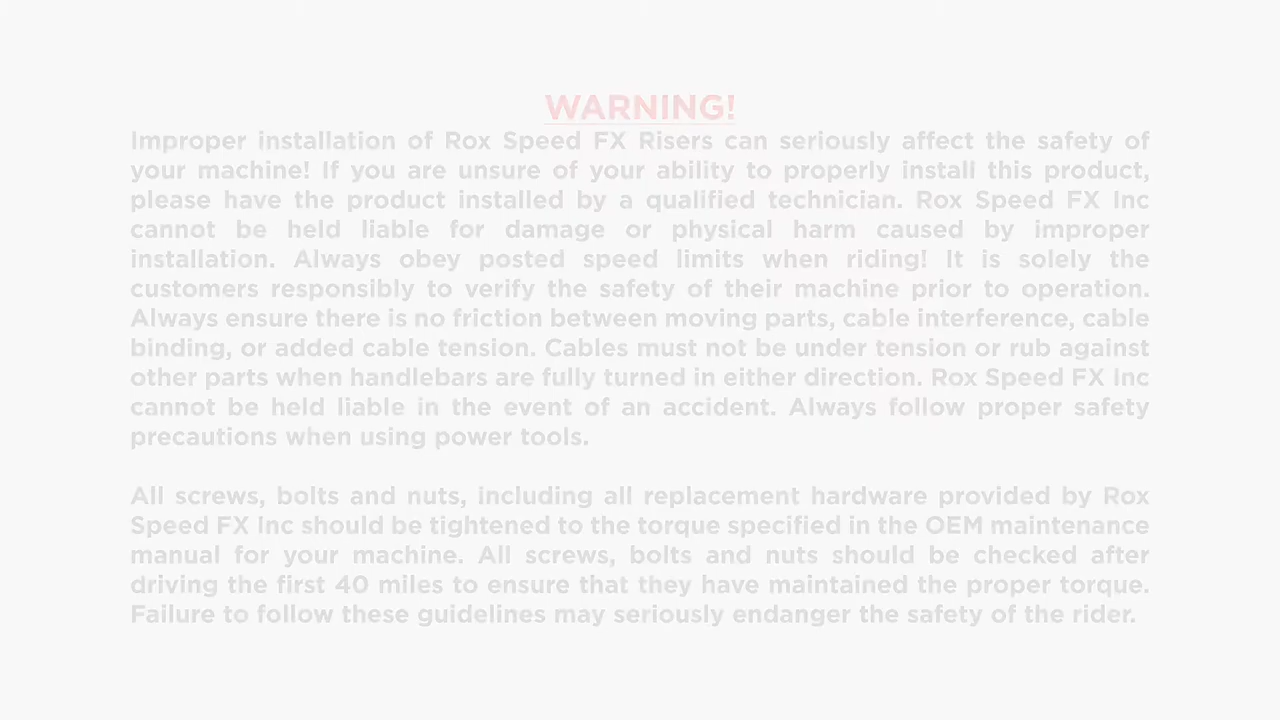 WARNING!
Improper installation of Rox Speed FX Risers can seriously affect the safety of
your machine! If you are unsure of your ability to properly install this product,
please have the product installed by a qualified technician. Rox Speed FX Inc
cannot be held liable for damage or physical harm caused by improper
installation. Always obey posted speed limits when riding! It is solely the
customers responsibly to verify the safety of their machine prior to operation.
Always ensure there is no friction between moving parts, cable interference, cable
binding, or added cable tension. Cables must not be under tension or rub against
other parts when handlebars are fully turned in either direction. Rox Speed FX Inc
cannot be held liable in the event of an accident. Always follow proper safety
precautions when using power tools.
All screws, bolts and nuts, including all replacement hardware provided by Rox
Speed FX Inc should be tightened to the torque specified in the OEM maintenance
manual for your machine. All screws, bolts and nuts should be checked after
driving the first 40 miles to ensure that they have maintained the proper torque.
Failure to follow these guidelines may seriously endanger the safety of the rider.